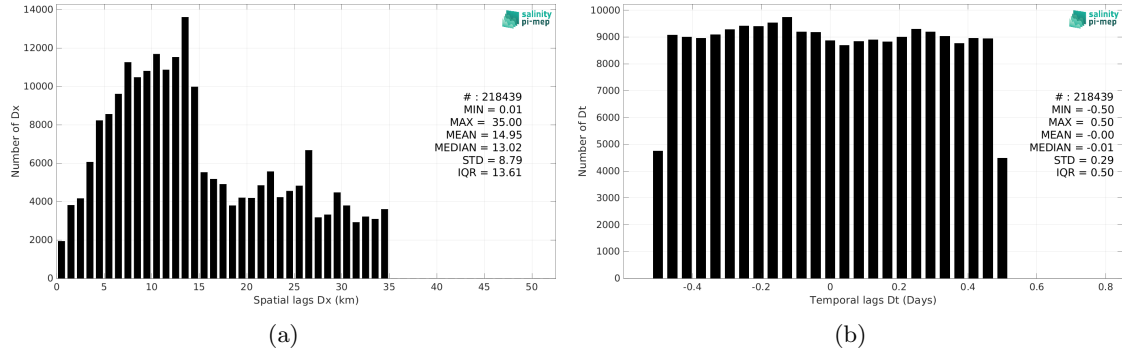 14000
12000
10000
8000
6000
4000
2000
0
Number of Dx
0 5 10 15 20 25 30 35 40 45 50
Spatial lags Dx (km)
salinity
pi-mep
# : 218439
MIN = 0.01
MAX = 35.00
MEAN = 14.95
MEDIAN = 13.02
STD = 8.79
IQR = 13.61
(a)
10000
9000
8000
7000
6000
5000
4000
3000
2000
1000
0
Number of Dt
-0.4 -0.2 0 0.2 0.4 0.6 0.8
Temporal lags Dt (Days)
salinity
pi-mep
# : 218439
MIN = -0.50
MAX = 0.50
MEAN = -0.00
MEDIAN = -0.01
STD = 0.29
IQR = 0.50
(b)